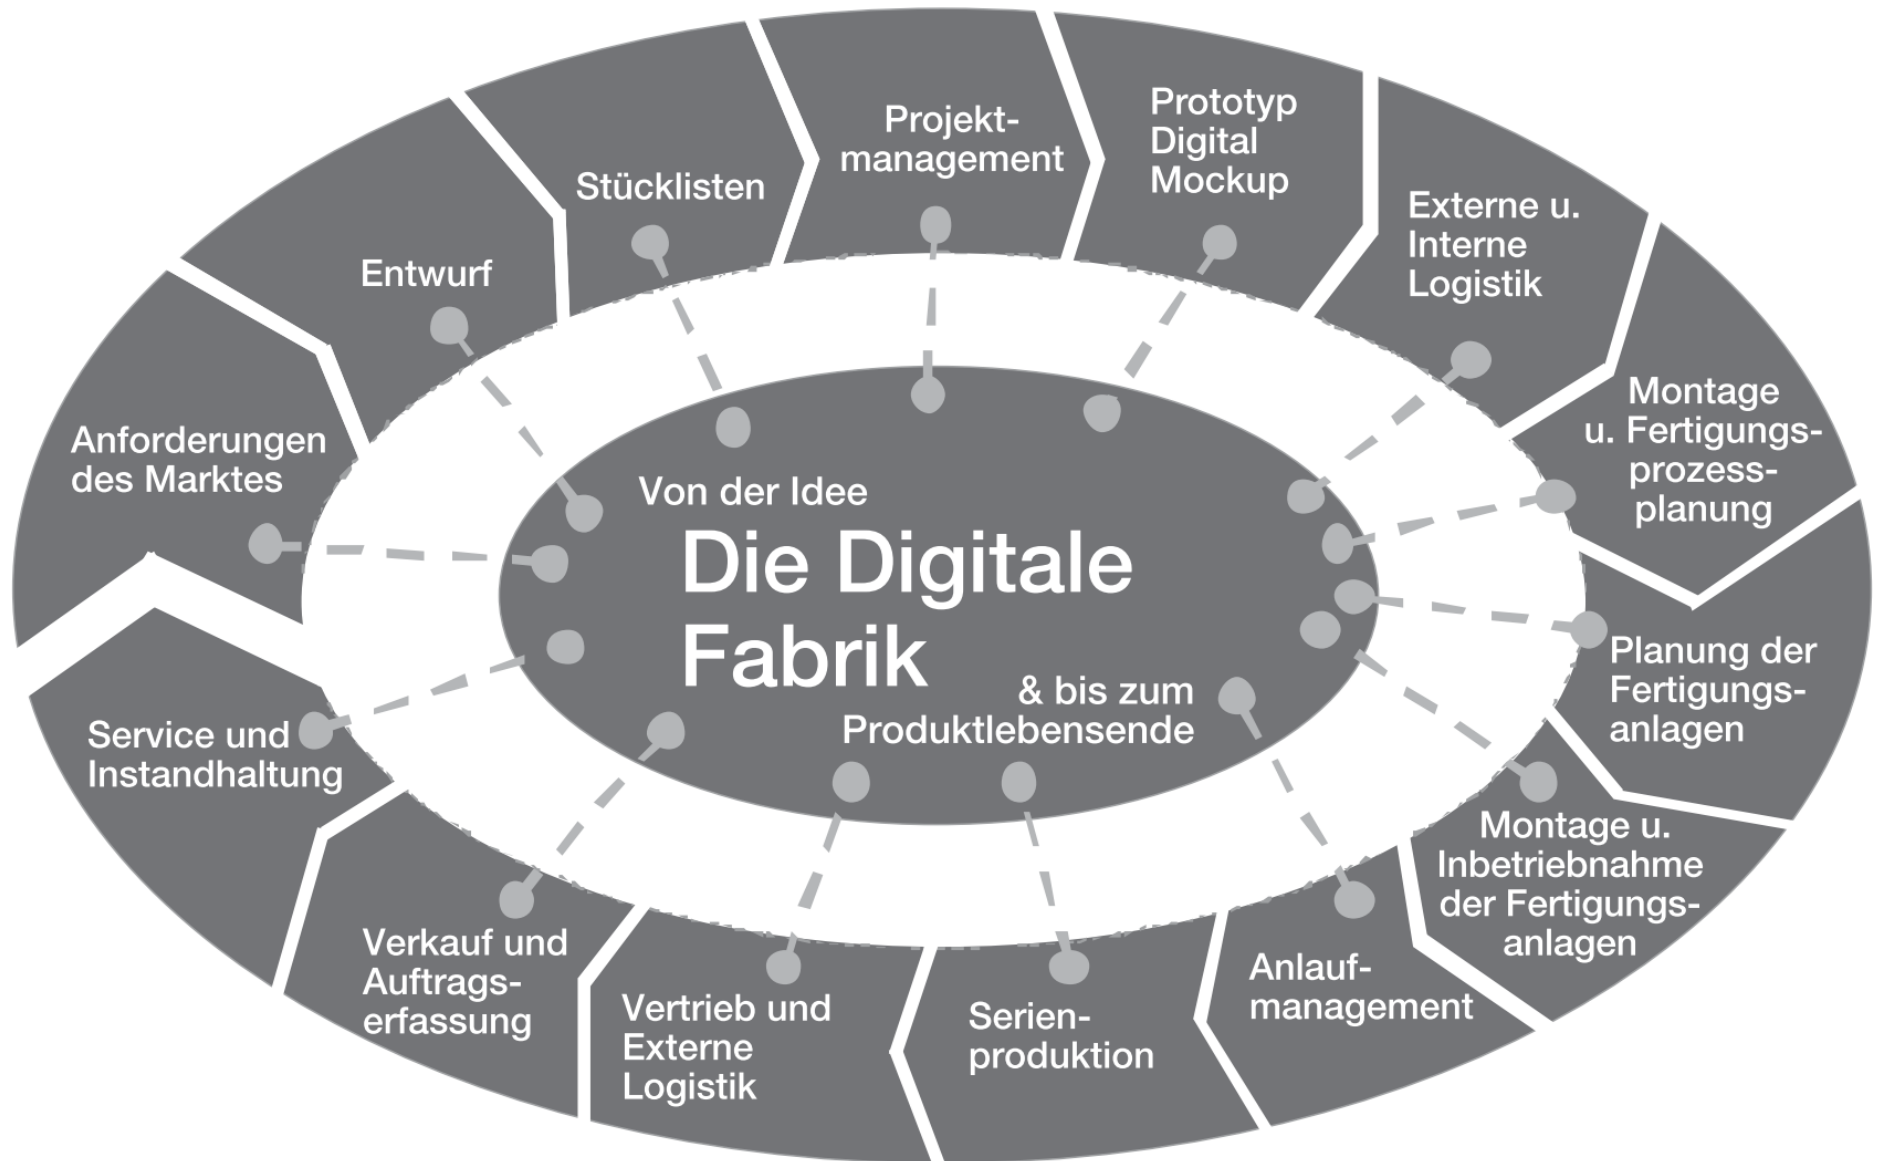 Anforderungen
des Marktes
Entwurf
Stücklisten
Projekt-
management
Prototyp
Digital
Mockup
Externe u.
Interne
Logistik
Montage
u. Fertigungs-
prozess-
planung
Planung der
Fertigungs-
anlagen
Montage u.
Inbetriebnahme
der Fertigungs-
anlagen
Anlauf-
management
Serien-
produktion
Vertrieb und
Externe
Logistik
Verkauf und
Auftrags-
erfassung
Service und
Instandhaltung
Von der Idee
Die Digitale
Fabrik
& bis zum
Produktlebensende